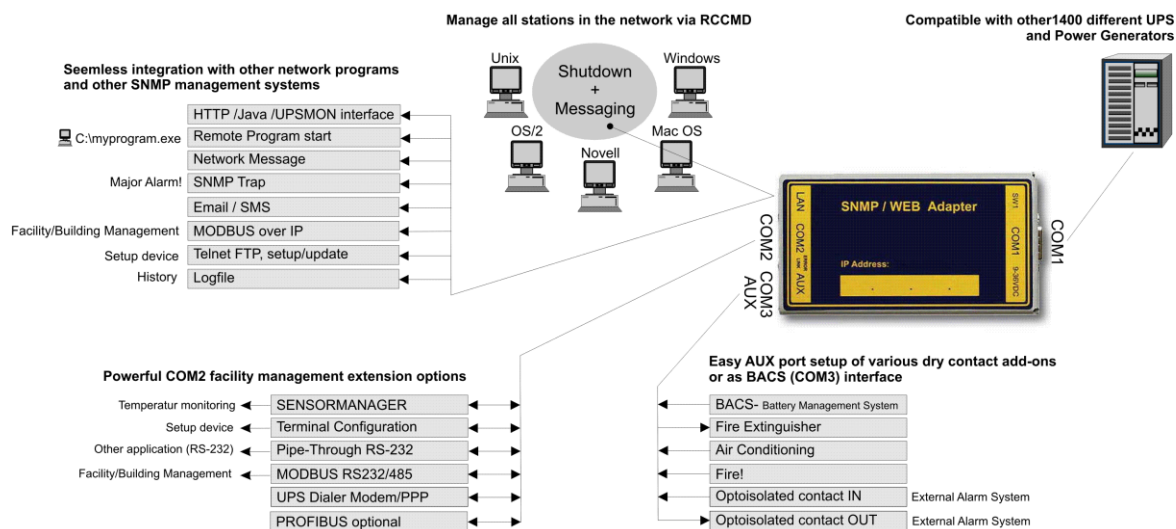 Manage all stations in the network via RCCMD
Compatible with other1400 different UPS
and Power Generators
Seemless integration with other network programs
and other SNMP management systems
Unix
Windows
Shutdown
+
Messaging
OS/2
Mac OS
Novell
HTTP /Java /UPSMON interface
C:\myprogram.exe Remote Program start
Network Message
Major Alarm! SNMP Trap
Email / SMS
Facility/Building Management MODBUS over IP
Setup device Telnet FTP, setup/update
History Logfile
LAN COM2 ERROR LINK AUX
SNMP / WEB Adapter
IP Address:
. . .
SW1 COM1 9-36VDC
COM1
COM2
COM3
AUX
Powerful COM2 facility management extension options
Temperatur monitoring SENSORMANAGER
Setup device Terminal Configuration
Other application (RS-232) Pipe-Through RS-232
Facility/Building Management MODBUS RS232/485
UPS Dialer Modem/PPP
PROFIBUS optional
Easy AUX port setup of various dry contact add-ons
or as BACS (COM3) interface
BACS- Battery Management System
Fire Extinguisher
Air Conditioning
Fire!
Optoisolated contact IN External Alarm System
Optoisolated contact OUT External Alarm System